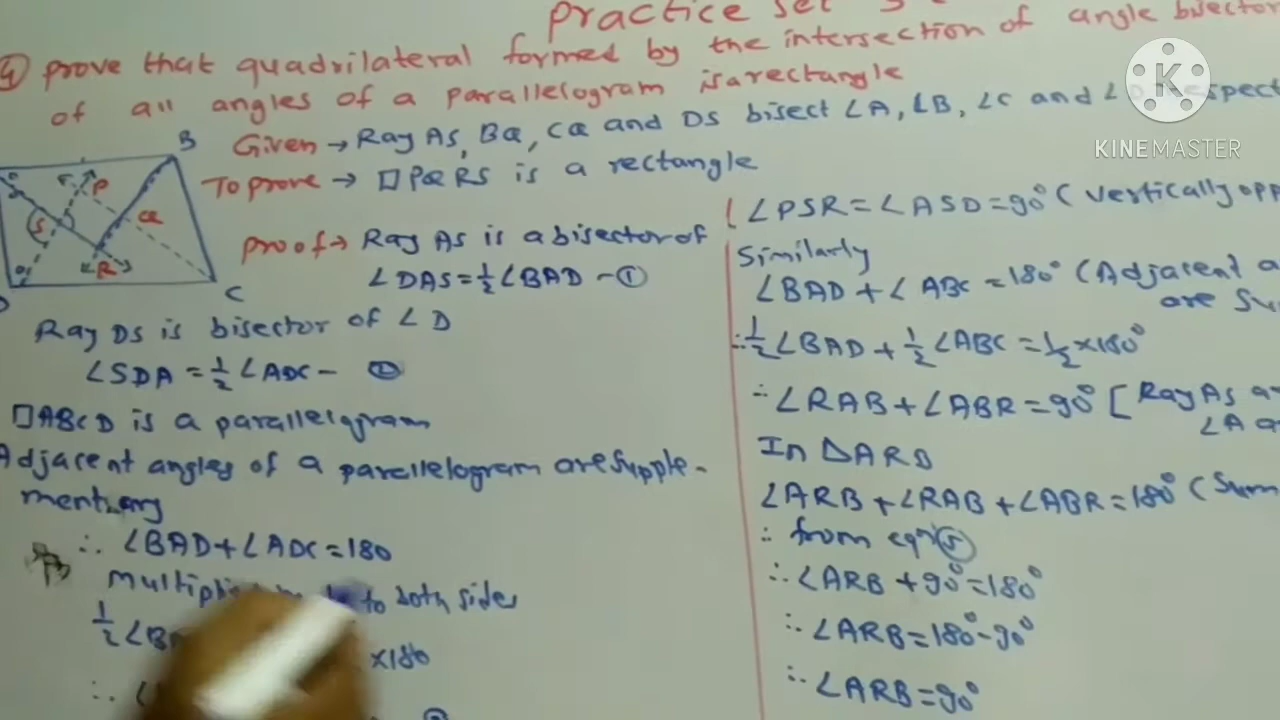 Practice set
4) prove that quadrilateral formed by the intersection of angle bisector
of all angles of a parallelogram is a rectangle
Given → Ray AS, BQ, CQ and DS bisect ∠A, ∠B, ∠C and
To prove → □PQRS is a rectangle
B
P
Q
S
R
C
proof → Ray AS is a bisector of
∠DAS = 1/2 ∠BAD - ①
Ray DS is bisector of ∠D
∠SDA = 1/2 ∠ADC - ②
□ABCD is a parallelgram
Adjacent angles of a parellelogram are supple-
mentary
∴ ∠BAD + ∠ADC = 180
to both sides
1/2
×180
∴ ∠
∠PSR = ∠ASD = 90° (vertically opp
Similarly
∠BAD + ∠ABC = 180° (Adjacent a
are su
∴ 1/2 ∠BAD + 1/2 ∠ABC = 1/2 × 180°
∴ ∠RAB + ∠ABR = 90° [Ray AS a
∠A a
In △ARB
∠ARB + ∠RAB + ∠ABR = 180° (Sum
∴ from eqn ⑤
∴ ∠ARB + 90° = 180°
∴ ∠ARB = 180° - 90°
∴ ∠ARB = 90°
K
KINEMASTER